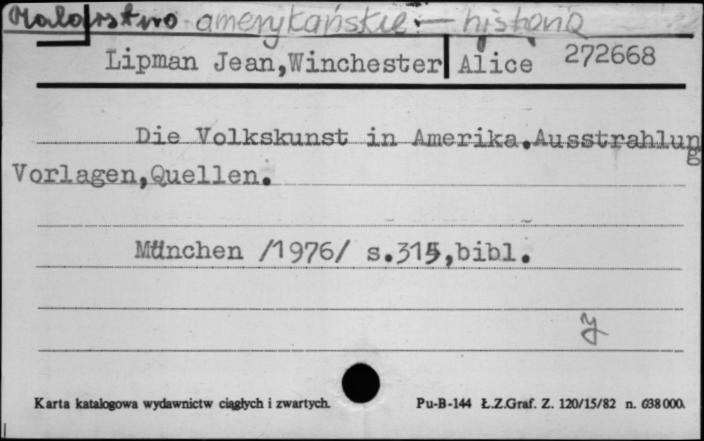 Malarstwo amerykańskie – historia
Lipman Jean,Winchester Alice 272668
Die Volkskunst in Amerika.Ausstrahlung
Vorlagen,Quellen.
München /1976/ s.315,bibl.
Karta katalogowa wydawnictw ciągłych i zwartych.
Pu-B-144 Ł.Z.Graf. Z. 120/15/82 n. 638000.